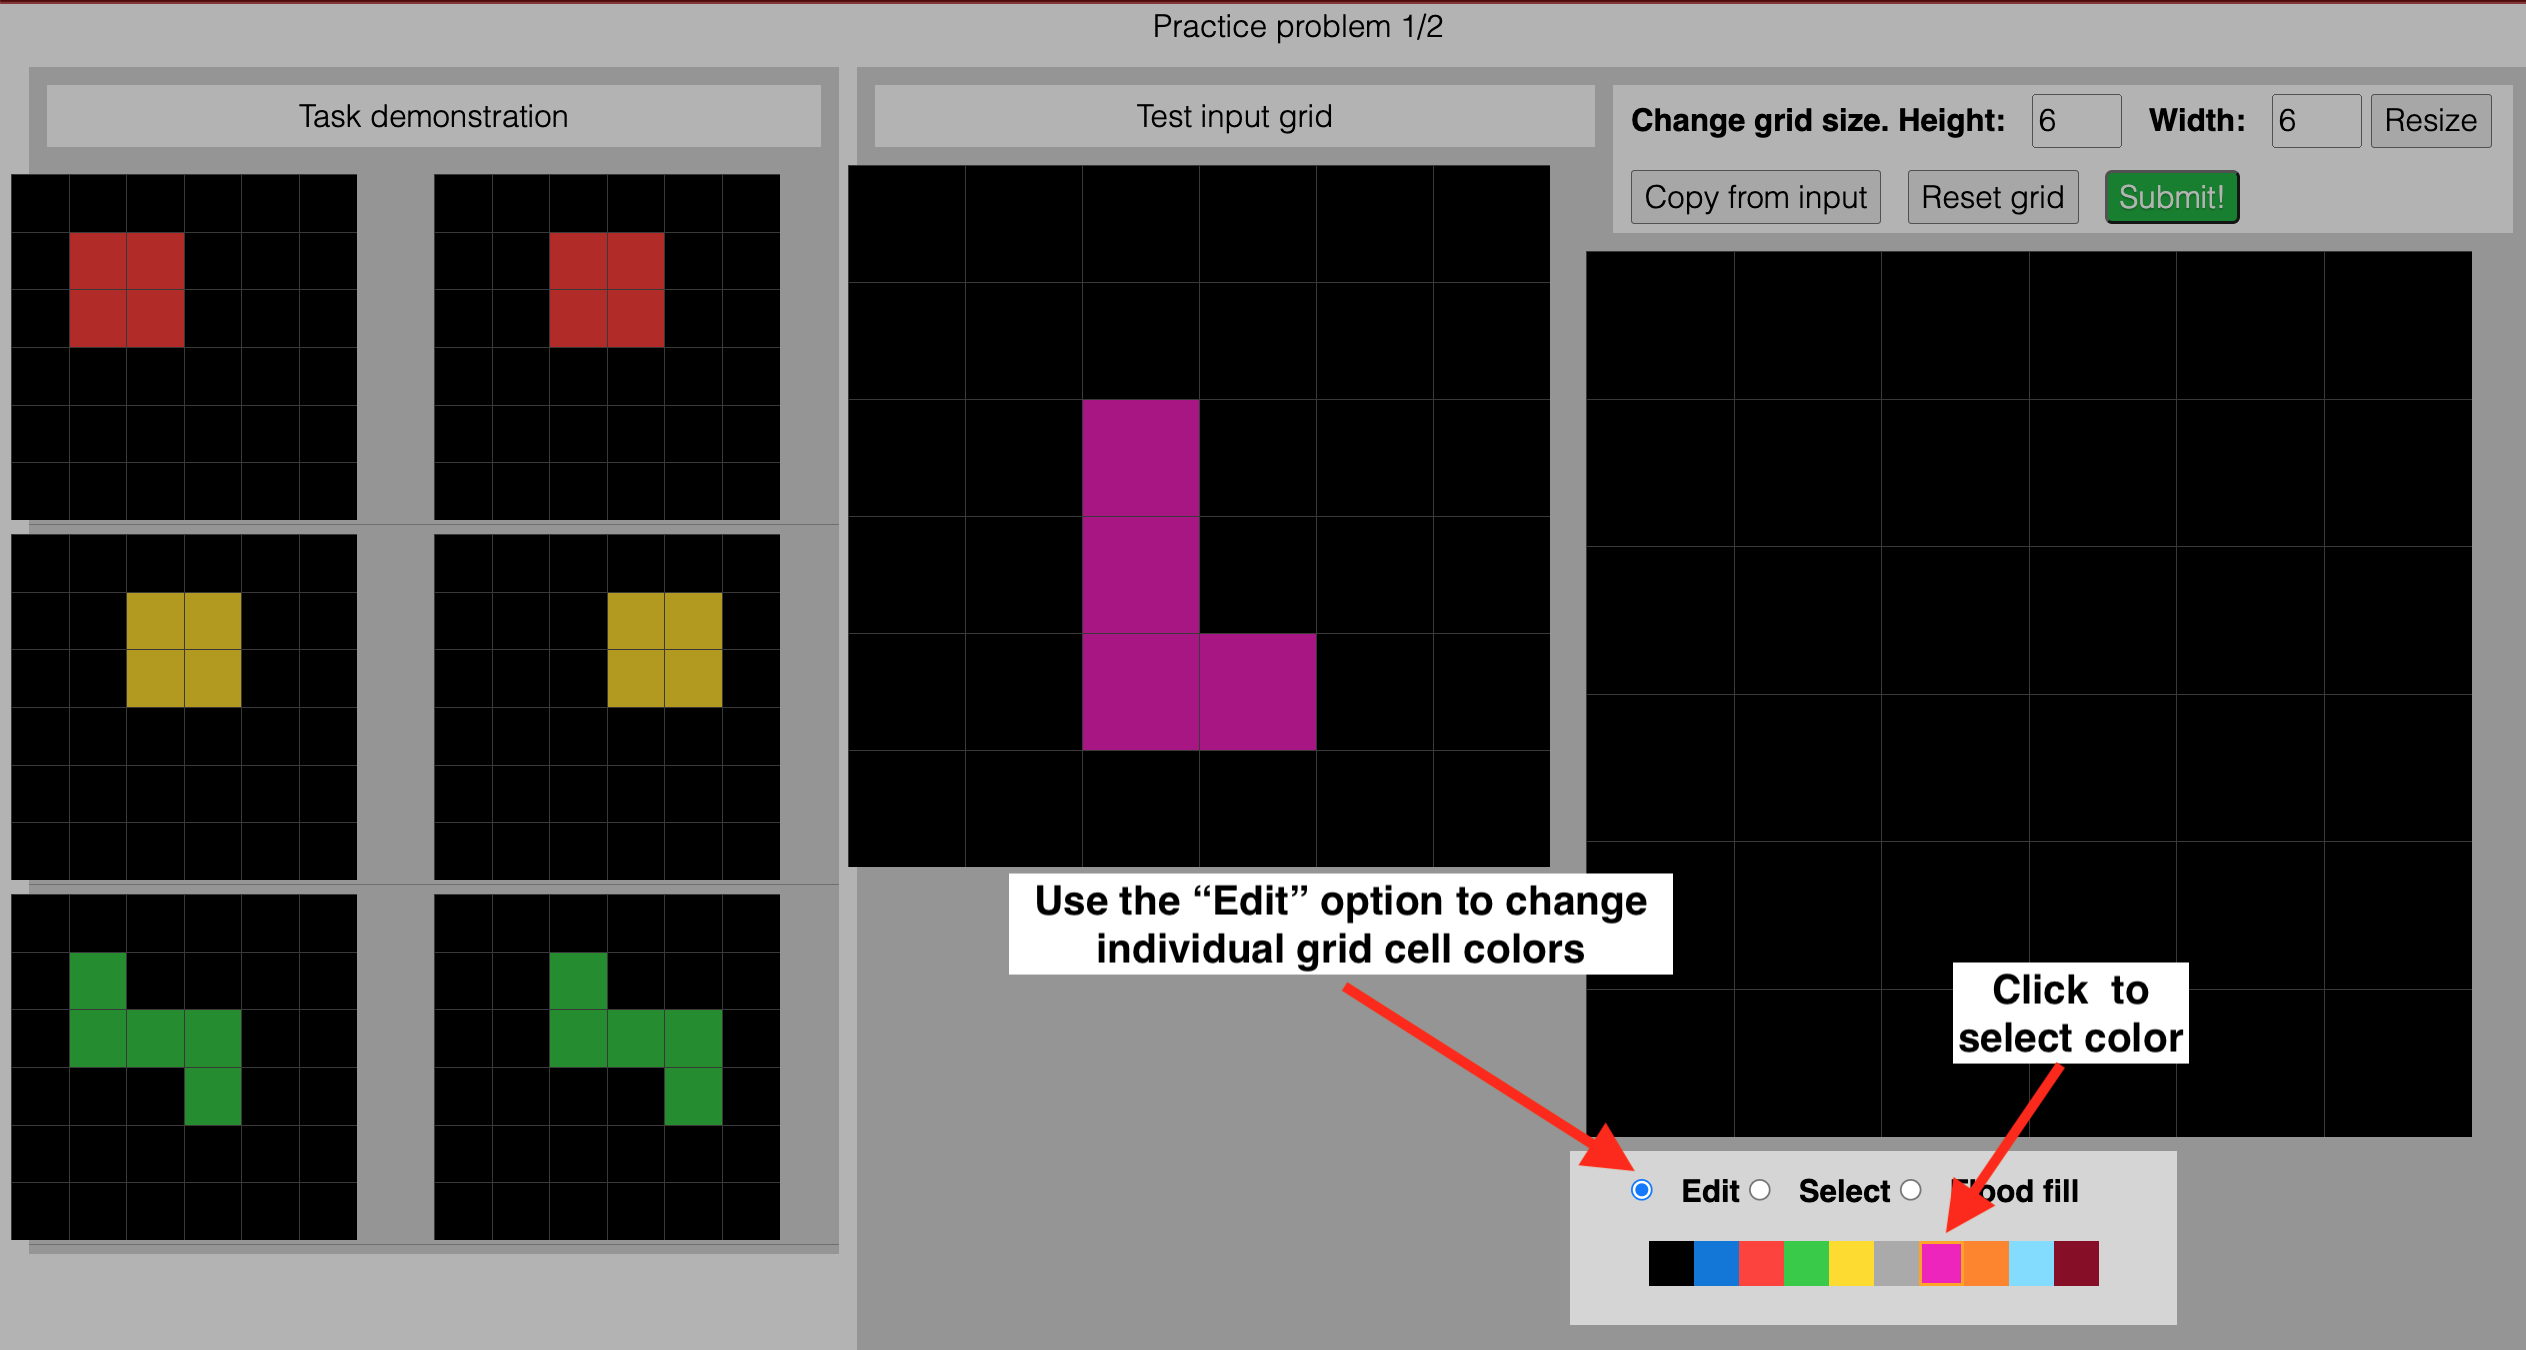 Practice problem 1/2
Task demonstration
Test input grid
Change grid size. Height: 6 Width: 6 Resize
Copy from input Reset grid Submit!
Use the “Edit” option to change
individual grid cell colors
Click to
select color
Edit Select Flood fill